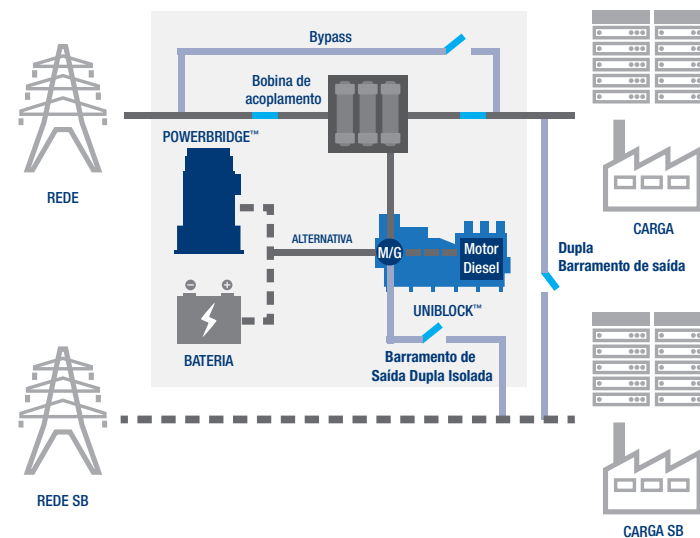 Bypass
Bobina de
acoplamento
POWERBRIDGE™
REDE
CARGA
ALTERNATIVA
M/G
Motor
Diesel
Dupla
Barramento de saída
UNIBLOCK™
BATERIA
Barramento de
Saída Dupla Isolada
REDE SB
CARGA SB